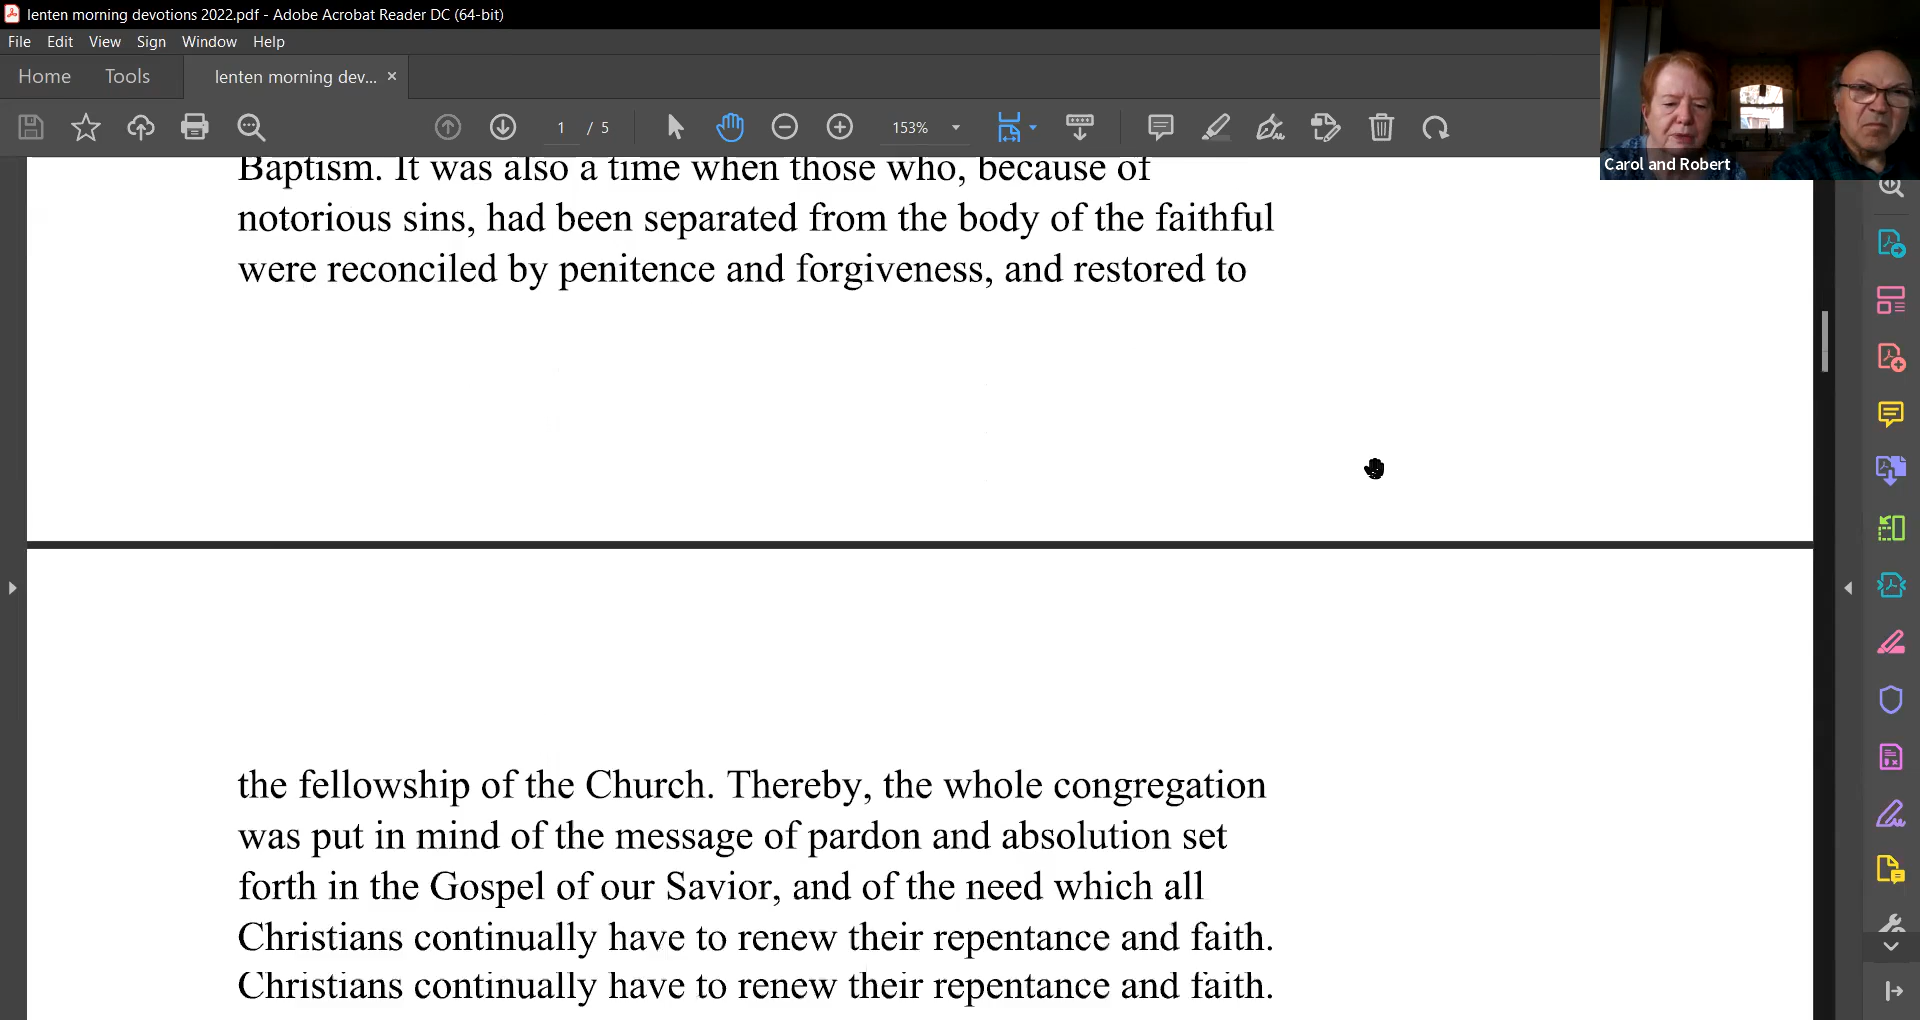 lenten morning devotions 2022.pdf - Adobe Acrobat Reader DC (64-bit)
File Edit View Sign Window Help
Home Tools lenten morning dev... ×
1 / 5 153%
Carol and Robert
Baptism. It was also a time when those who, because of
notorious sins, had been separated from the body of the faithful
were reconciled by penitence and forgiveness, and restored to
the fellowship of the Church. Thereby, the whole congregation
was put in mind of the message of pardon and absolution set
forth in the Gospel of our Savior, and of the need which all
Christians continually have to renew their repentance and faith.
Christians continually have to renew their repentance and faith.